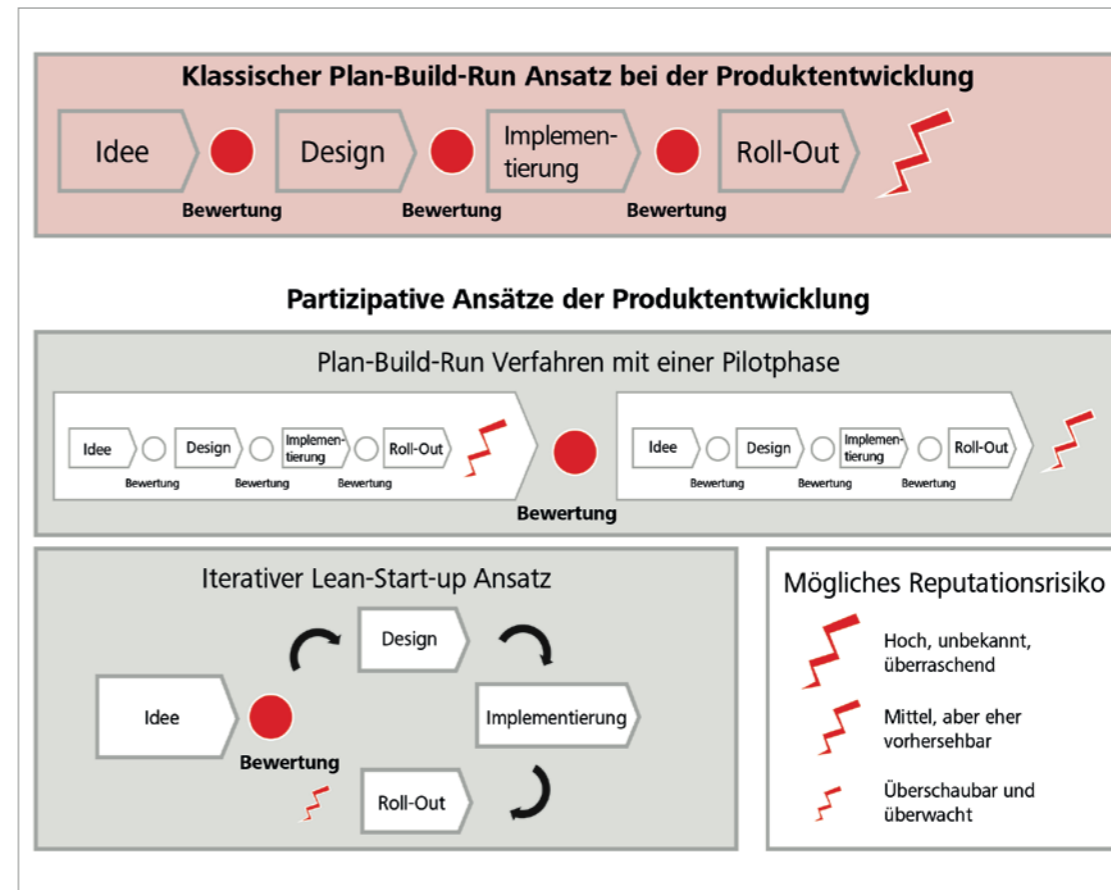 Klassischer Plan-Build-Run Ansatz bei der Produktentwicklung
Idee
Design
Implemen-
tierung
Roll-Out
Bewertung
Bewertung
Bewertung
Partizipative Ansätze der Produktentwicklung
Plan-Build-Run Verfahren mit einer Pilotphase
Idee
Design
Implemen-
tierung
Roll-Out
Bewertung
Bewertung
Bewertung
Bewertung
Idee
Design
Implemen-
tierung
Roll-Out
Bewertung
Bewertung
Bewertung
Iterativer Lean-Start-up Ansatz
Idee
Bewertung
Design
Implementierung
Roll-Out
Mögliches Reputationsrisiko
Hoch, unbekannt,
überraschend
Mittel, aber eher
vorhersehbar
Überschaubar und
überwacht